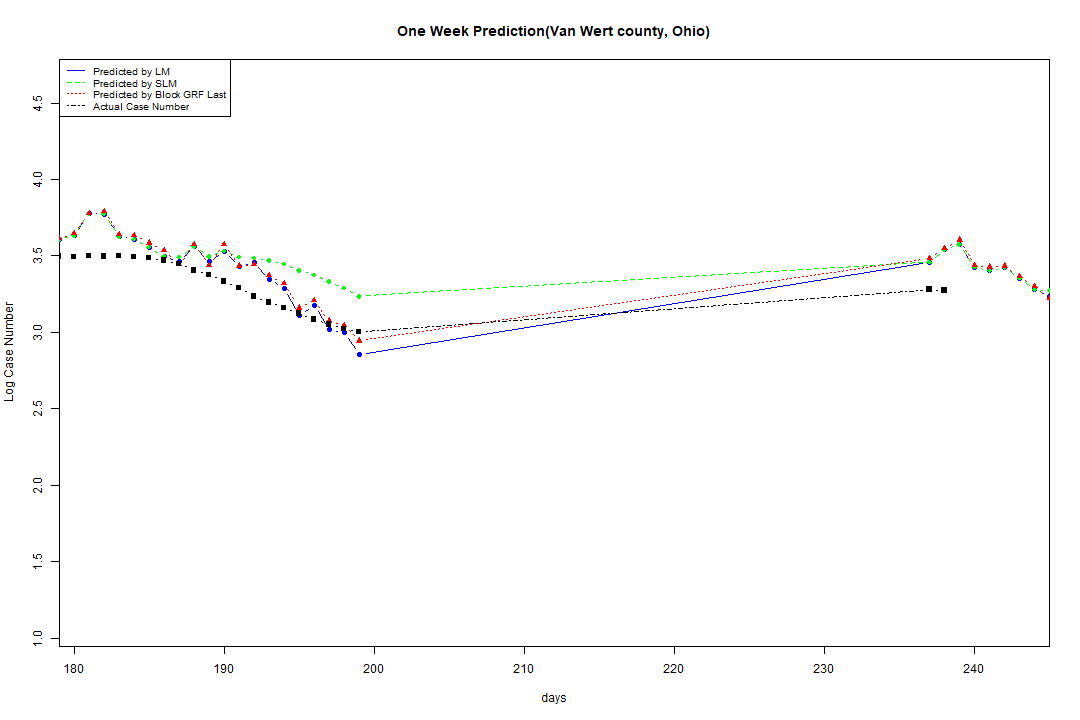 One Week Prediction(Van Wert county, Ohio)
Predicted by LM
Predicted by SLM
Predicted by Block GRF Last
Actual Case Number
4.5
4.0
3.5
3.0
2.5
2.0
1.5
1.0
Log Case Number
180 190 200 210 220 230 240
days